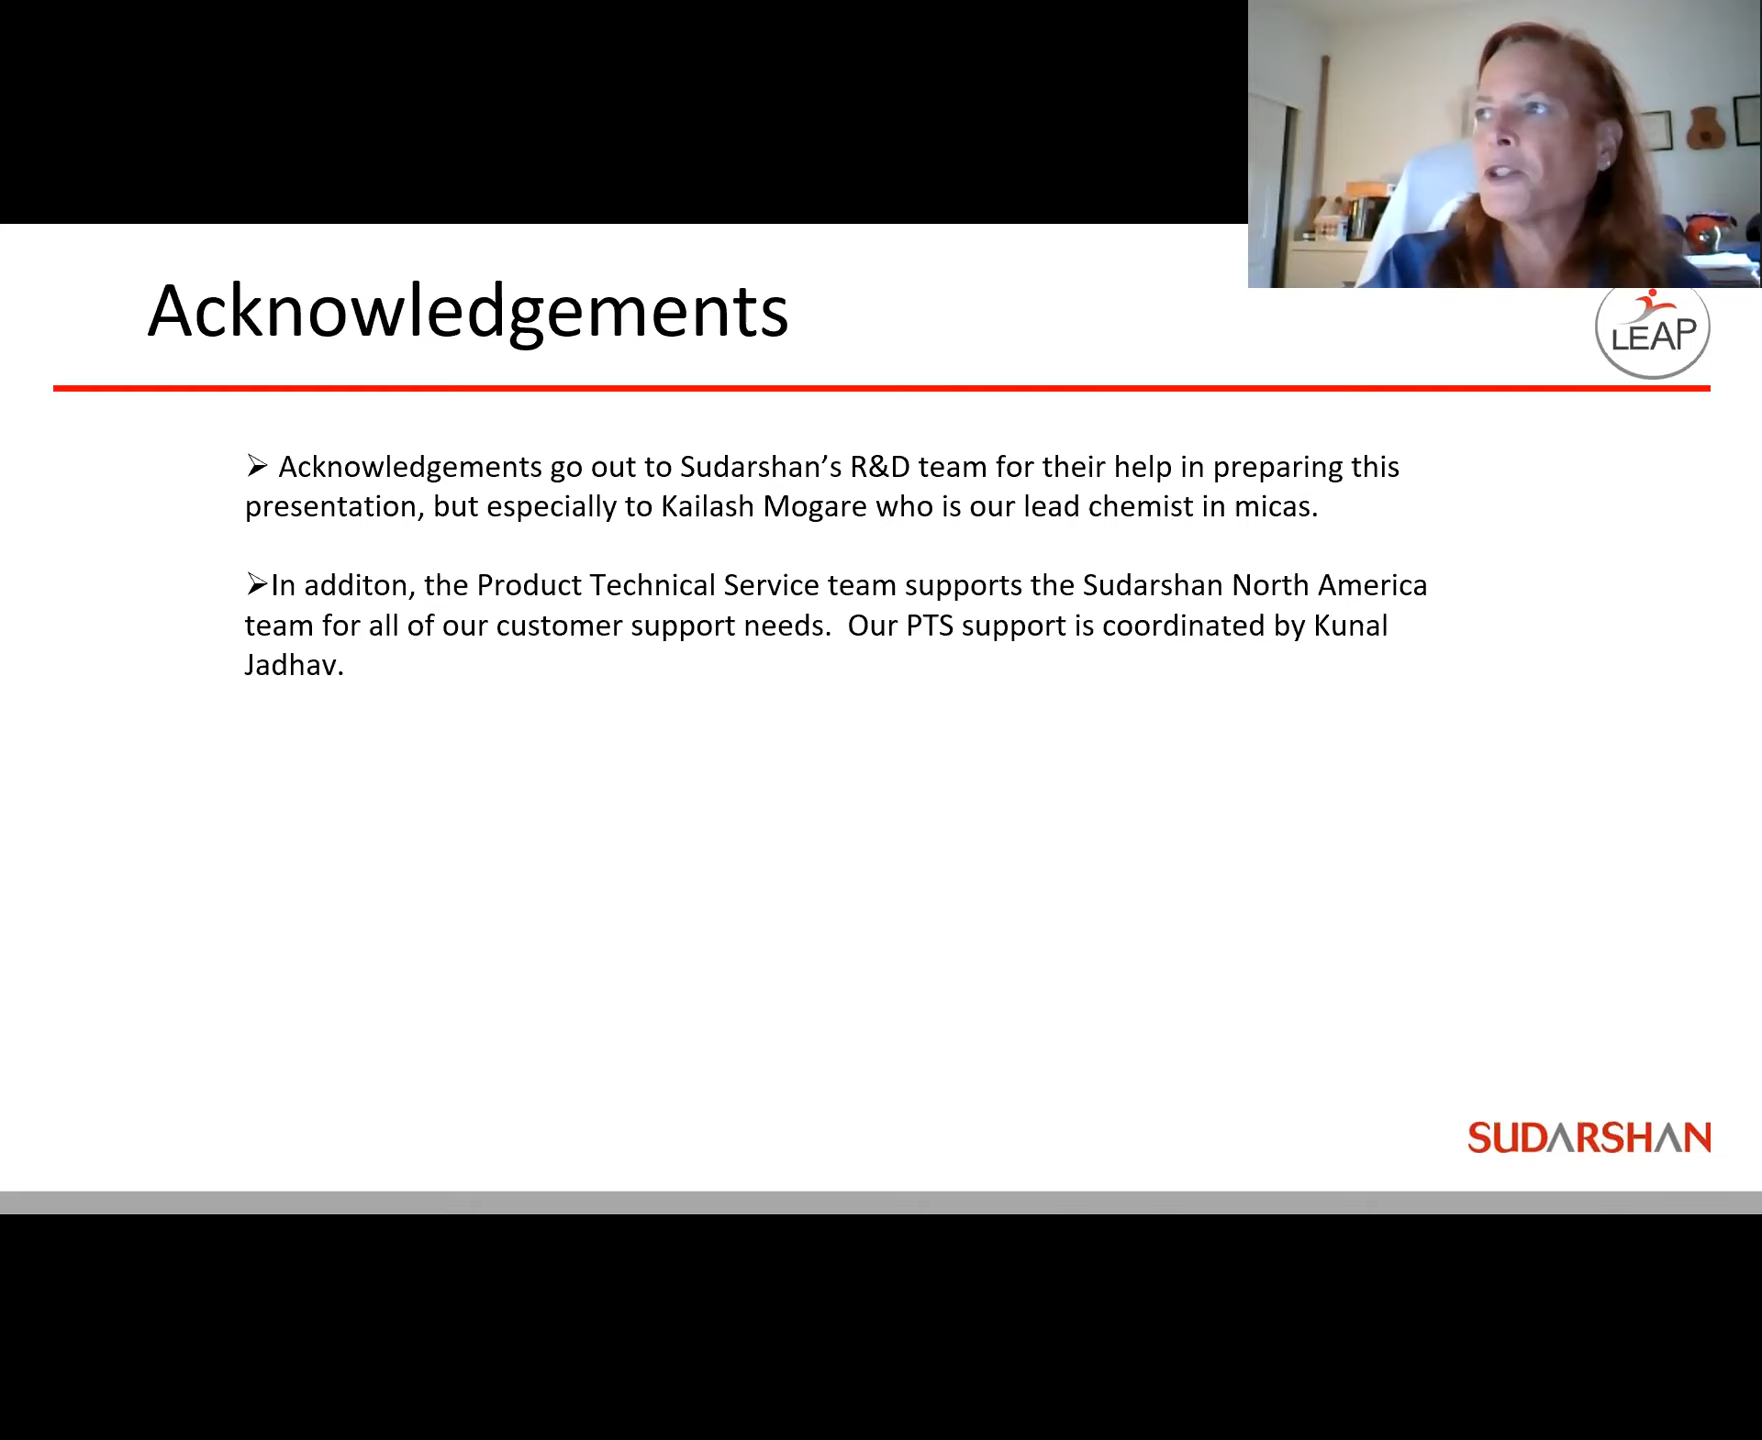 Acknowledgements
LEAP
➢ Acknowledgements go out to Sudarshan’s R&D team for their help in preparing this
presentation, but especially to Kailash Mogare who is our lead chemist in micas.
➢In additon, the Product Technical Service team supports the Sudarshan North America
team for all of our customer support needs.  Our PTS support is coordinated by Kunal
Jadhav.
SUDARSHAN